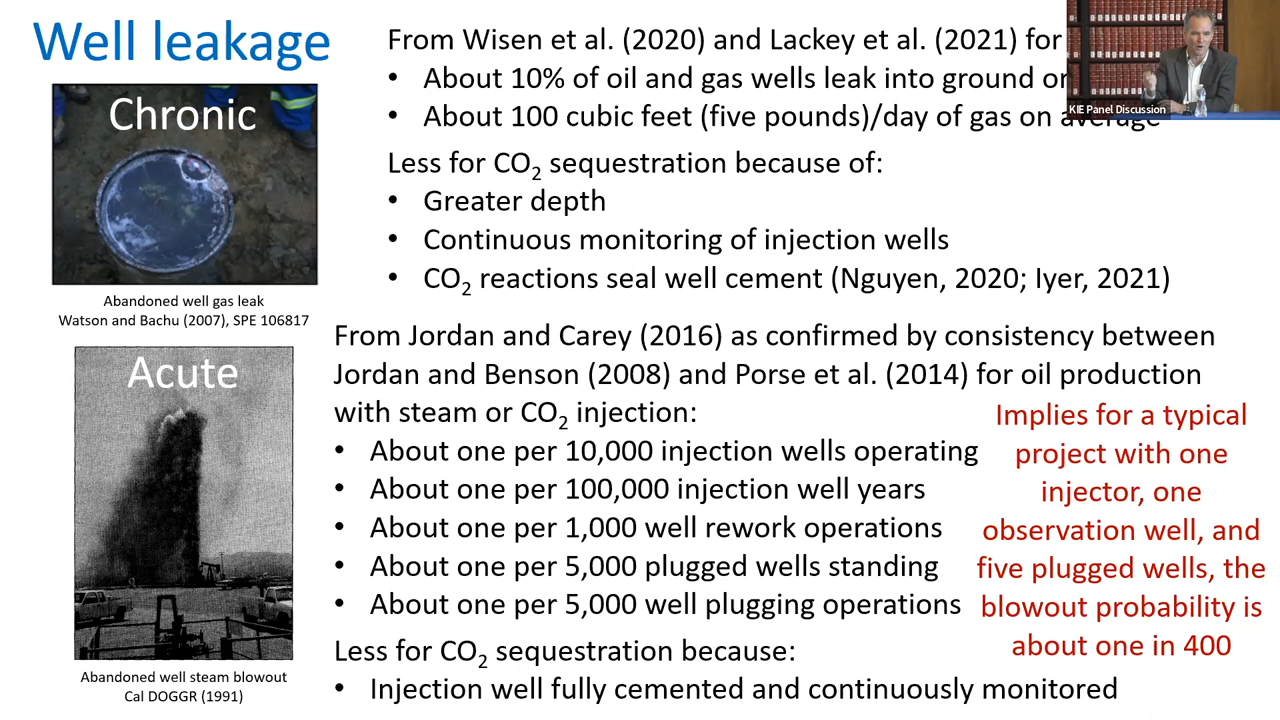 Well leakage
Chronic
Abandoned well gas leak
Watson and Bachu (2007), SPE 106817
Acute
Abandoned well steam blowout
Cal DOGGR (1991)
From Wisen et al. (2020) and Lackey et al. (2021) for
• About 10% of oil and gas wells leak into ground or
• About 100 cubic feet (five pounds)/day of gas on average
KIE Panel Discussion
Less for CO₂ sequestration because of:
• Greater depth
• Continuous monitoring of injection wells
• CO₂ reactions seal well cement (Nguyen, 2020; Iyer, 2021)
From Jordan and Carey (2016) as confirmed by consistency between
Jordan and Benson (2008) and Porse et al. (2014) for oil production
with steam or CO₂ injection:
• About one per 10,000 injection wells operating
• About one per 100,000 injection well years
• About one per 1,000 well rework operations
• About one per 5,000 plugged wells standing
• About one per 5,000 well plugging operations
Implies for a typical
project with one
injector, one
observation well, and
five plugged wells, the
blowout probability is
about one in 400
Less for CO₂ sequestration because:
• Injection well fully cemented and continuously monitored